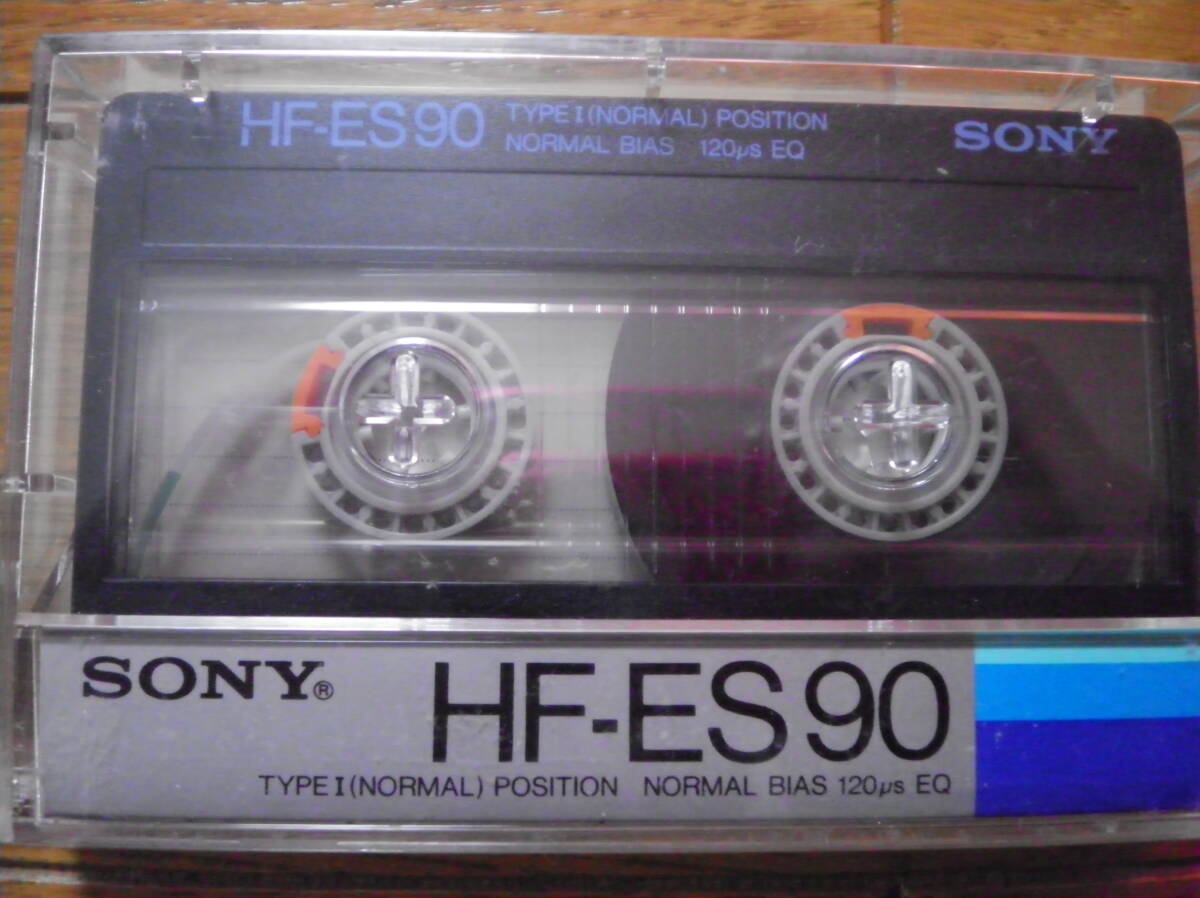 HF-ES90
TYPE I (NORMAL) POSITION
NORMAL BIAS 120µs EQ
SONY
SONY®
HF-ES90
TYPE I (NORMAL) POSITION NORMAL BIAS 120µs EQ